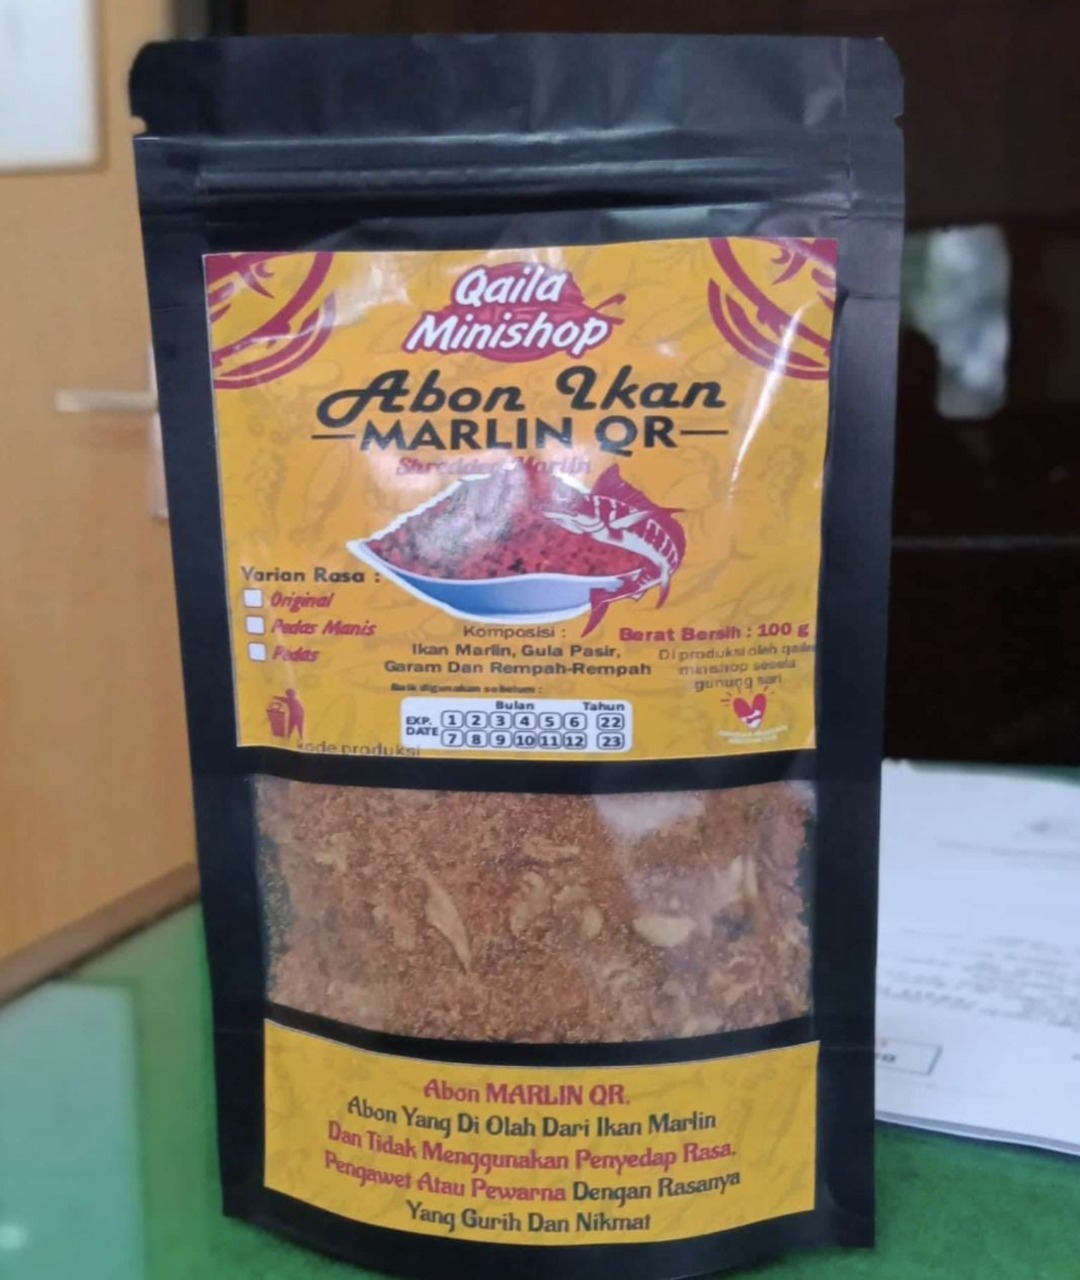 Qaila
Minishop
Abon Ikan
MARLIN QR
Shredded Marlin
Varian Rasa :
Original
Pedas Manis
Pedas
Komposisi :
Ikan Marlin, Gula Pasir,
Garam Dan Rempah-Rempah
Berat Bersih : 100 g
Di produksi oleh qaila
minishop sesela
gunung sari
Baik digunakan sebelum :
Bulan Tahun
EXP. 1 2 3 4 5 6 22
DATE 7 8 9 10 11 12 23
kode produksi
Abon MARLIN QR.
Abon Yang Di Olah Dari Ikan Marlin
Dan Tidak Menggunakan Penyedap Rasa.
Pengawet Atau Pewarna Dengan Rasanya
Yang Gurih Dan Nikmat